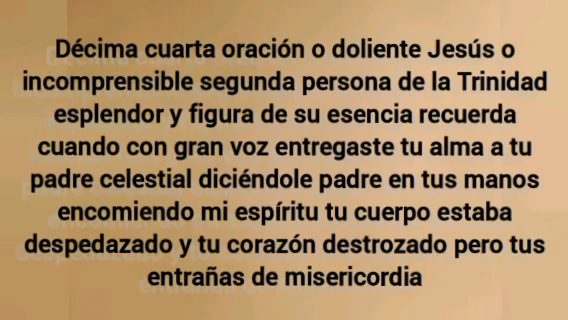 Décima cuarta oración o doliente Jesús o
incomprensible segunda persona de la Trinidad
esplendor y figura de su esencia recuerda
cuando con gran voz entregaste tu alma a tu
padre celestial diciéndole padre en tus manos
encomiendo mi espíritu tu cuerpo estaba
despedazado y tu corazón destrozado pero tus
entrañas de misericordia